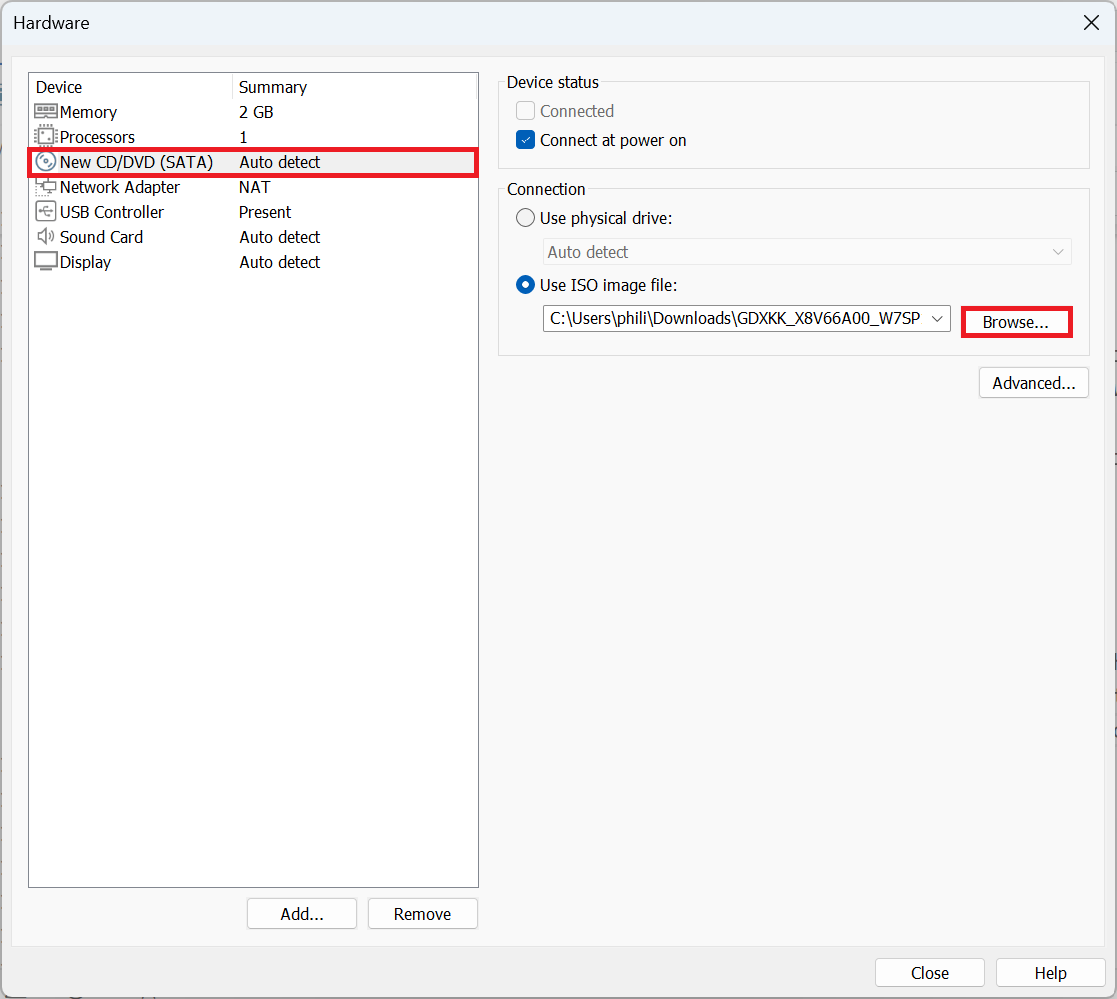 Hardware
Device Summary
Memory 2 GB
Processors 1
New CD/DVD (SATA) Auto detect
Network Adapter NAT
USB Controller Present
Sound Card Auto detect
Display Auto detect
Add...
Remove
Device status
Connected
Connect at power on
Connection
Use physical drive:
Auto detect
Use ISO image file:
C:\Users\phili\Downloads\GDXKK_X8V66A00_W7SP
Browse...
Advanced...
Close
Help